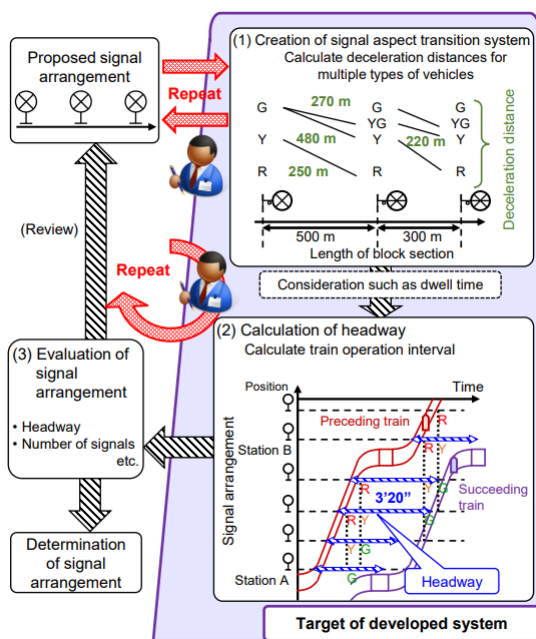 Proposed signal
arrangement
Repeat
(1) Creation of signal aspect transition system
Calculate deceleration distances for
multiple types of vehicles
G
270 m
G
G
YG
YG
Y
480 m
Y
220 m
Y
R
250 m
R
R
Deceleration distance
500 m
300 m
Length of block section
(Review)
Repeat
Consideration such as dwell time
(2) Calculation of headway
Calculate train operation interval
Position
Time
Preceding train
R
Station B
R
Y
Signal arrangement
R
Y
G
3'20"
Succeeding
train
R
Y
G
Y
G
Headway
Station A
G
(3) Evaluation of
signal
arrangement
• Headway
• Number of signals
etc.
Determination
of signal
arrangement
Target of developed system